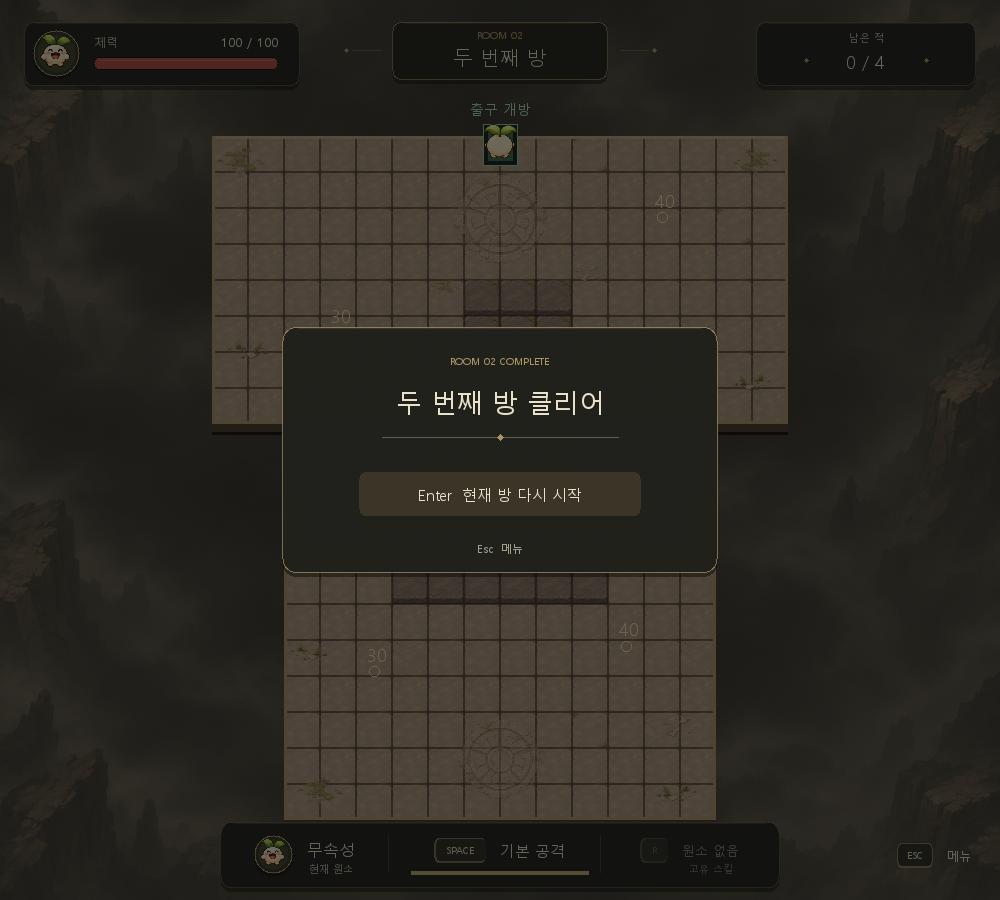 체력 100 / 100
ROOM 02
두 번째 방
남은 적
0 / 4
출구 개방
40
30
ROOM 02 COMPLETE
두 번째 방 클리어
Enter 현재 방 다시 시작
Esc 메뉴
40
30
무속성
현재 원소
SPACE 기본 공격
R 원소 없음
고유 스킬
ESC 메뉴